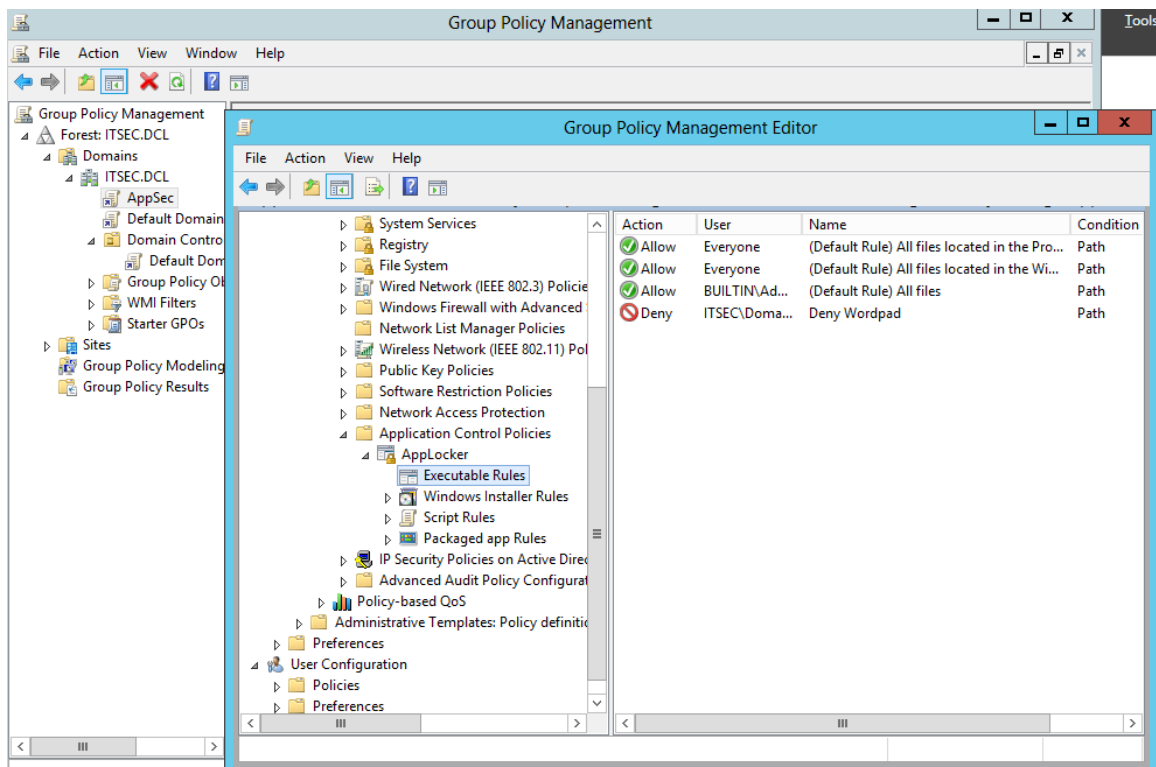 Group Policy Management
Tools
File Action View Window Help
Group Policy Management
Forest: ITSEC.DCL
Domains
ITSEC.DCL
AppSec
Default Domain
Domain Contro
Default Dom
Group Policy Ob
WMI Filters
Starter GPOs
Sites
Group Policy Modeling
Group Policy Results
Group Policy Management Editor
File Action View Help
System Services
Registry
File System
Wired Network (IEEE 802.3) Policie
Windows Firewall with Advanced
Network List Manager Policies
Wireless Network (IEEE 802.11) Pol
Public Key Policies
Software Restriction Policies
Network Access Protection
Application Control Policies
AppLocker
Executable Rules
Windows Installer Rules
Script Rules
Packaged app Rules
IP Security Policies on Active Direc
Advanced Audit Policy Configurat
Policy-based QoS
Administrative Templates: Policy definitio
Preferences
User Configuration
Policies
Preferences
Action User Name Condition
Allow Everyone (Default Rule) All files located in the Pro... Path
Allow Everyone (Default Rule) All files located in the Wi... Path
Allow BUILTIN\Ad... (Default Rule) All files Path
Deny ITSEC\Doma... Deny Wordpad Path